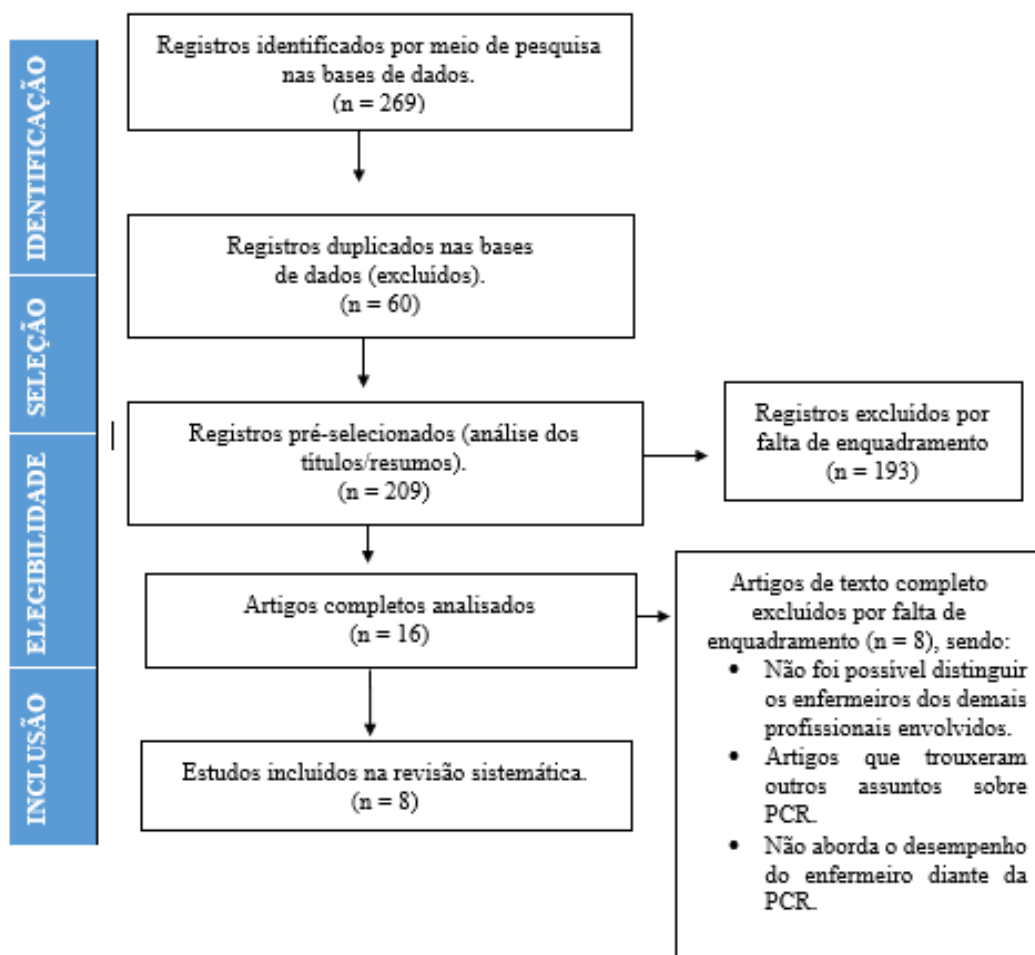 IDENTIFICAÇÃO
Registros identificados por meio de pesquisa
nas bases de dados.
(n = 269)
Registros duplicados nas bases
de dados (excluídos).
(n = 60)
SELEÇÃO
Registros pré-selecionados (análise dos
títulos/resumos).
(n = 209)
Registros excluídos por
falta de enquadramento
(n = 193)
ELEGIBILIDADE
Artigos completos analisados
(n = 16)
Artigos de texto completo
excluídos por falta de
enquadramento (n = 8), sendo:
• Não foi possível distinguir
os enfermeiros dos demais
profissionais envolvidos.
• Artigos que trouxeram
outros assuntos sobre
PCR.
• Não aborda o desempenho
do enfermeiro diante da
PCR.
INCLUSÃO
Estudos incluídos na revisão sistemática.
(n = 8)